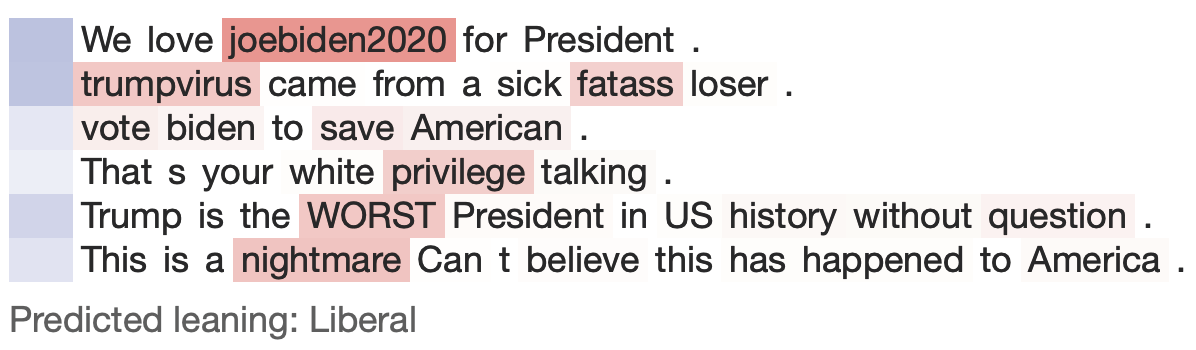 We love joebiden2020 for President .
trumpvirus came from a sick fatass loser .
vote biden to save American .
That s your white privilege talking .
Trump is the WORST President in US history without question .
This is a nightmare Can t believe this has happened to America .
Predicted leaning: Liberal